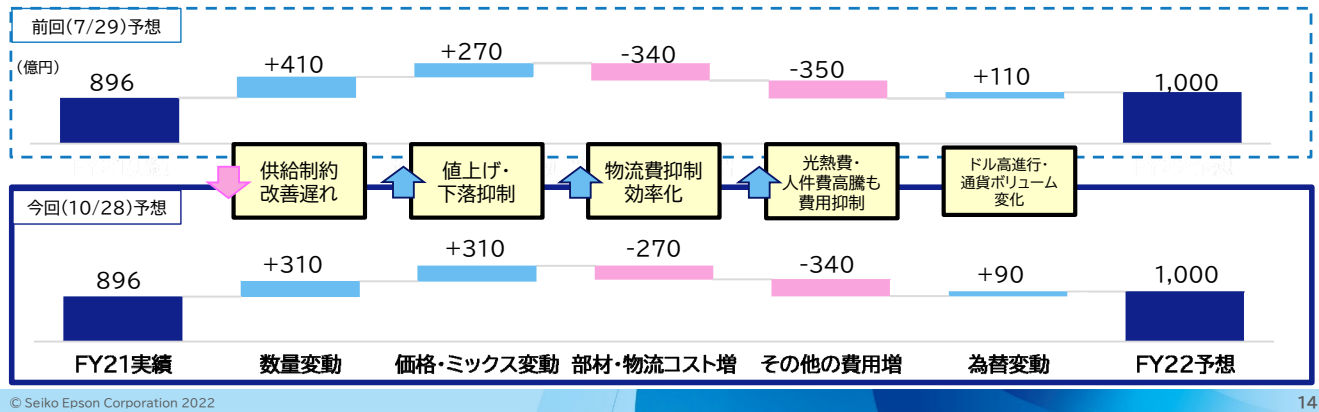 前回(7/29)予想
(億円)
896
+410
+270
-340
-350
+110
1,000
供給制約
改善遅れ
値上げ・
下落抑制
物流費抑制
効率化
光熱費・
人件費高騰も
費用抑制
ドル高進行・
通貨ボリューム
変化
今回(10/28)予想
896
+310
+310
-270
-340
+90
1,000
FY21実績
数量変動
価格・ミックス変動
部材・物流コスト増
その他の費用増
為替変動
FY22予想
© Seiko Epson Corporation 2022
14